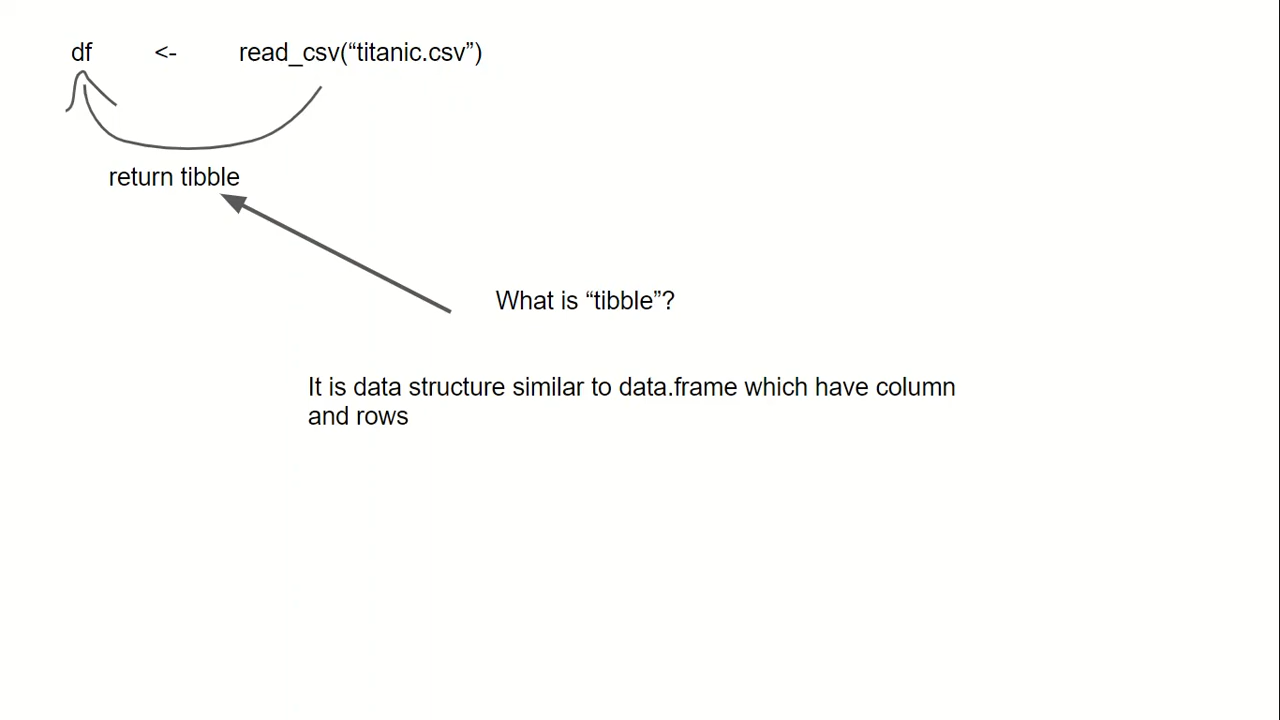 df <- read_csv(“titanic.csv”)
return tibble
What is “tibble”?
It is data structure similar to data.frame which have column
and rows